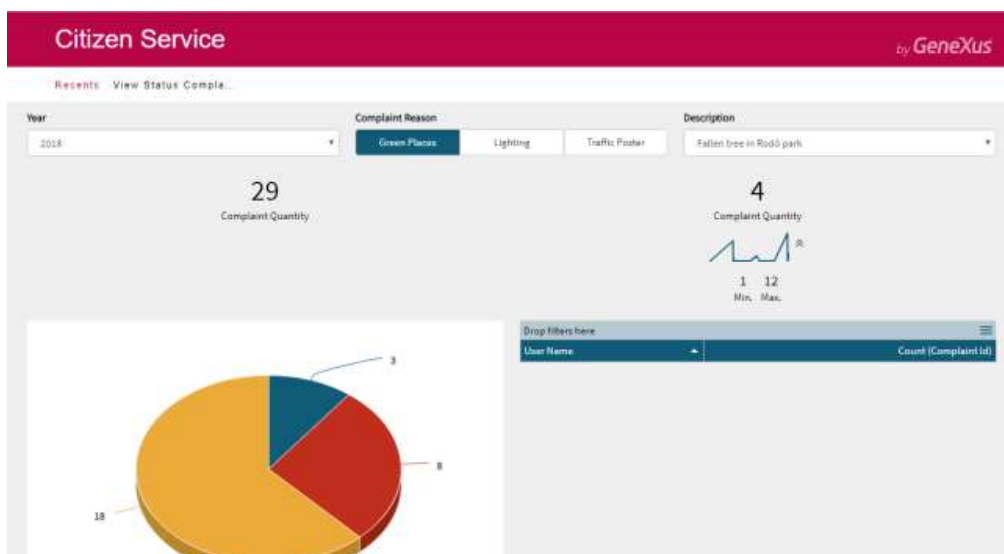 Citizen Service
by GeneXus
Recents View Status Compla...
Year
Complaint Reason
Description
2018
Green Places
Lighting
Traffic Poster
Fallen tree in Rodó park
29
Complaint Quantity
4
Complaint Quantity
1 12
Min. Max.
Drop filters here
User Name
Count (Complaint Id)
3
8
18